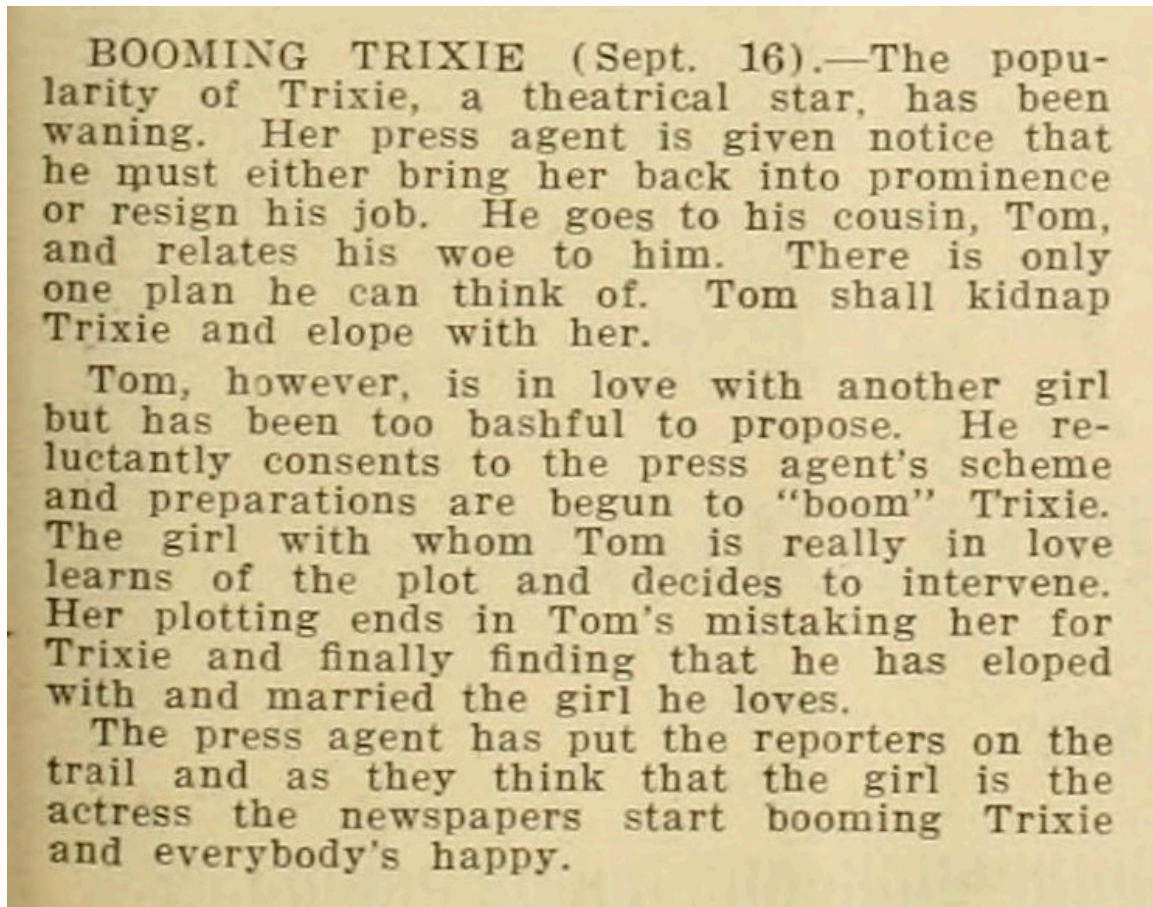 BOOMING TRIXIE (Sept. 16).—The popu-
larity of Trixie, a theatrical star, has been
waning. Her press agent is given notice that
he must either bring her back into prominence
or resign his job. He goes to his cousin, Tom,
and relates his woe to him. There is only
one plan he can think of. Tom shall kidnap
Trixie and elope with her.
Tom, however, is in love with another girl
but has been too bashful to propose. He re-
luctantly consents to the press agent's scheme
and preparations are begun to "boom" Trixie.
The girl with whom Tom is really in love
learns of the plot and decides to intervene.
Her plotting ends in Tom's mistaking her for
Trixie and finally finding that he has eloped
with and married the girl he loves.
The press agent has put the reporters on the
trail and as they think that the girl is the
actress the newspapers start booming Trixie
and everybody's happy.